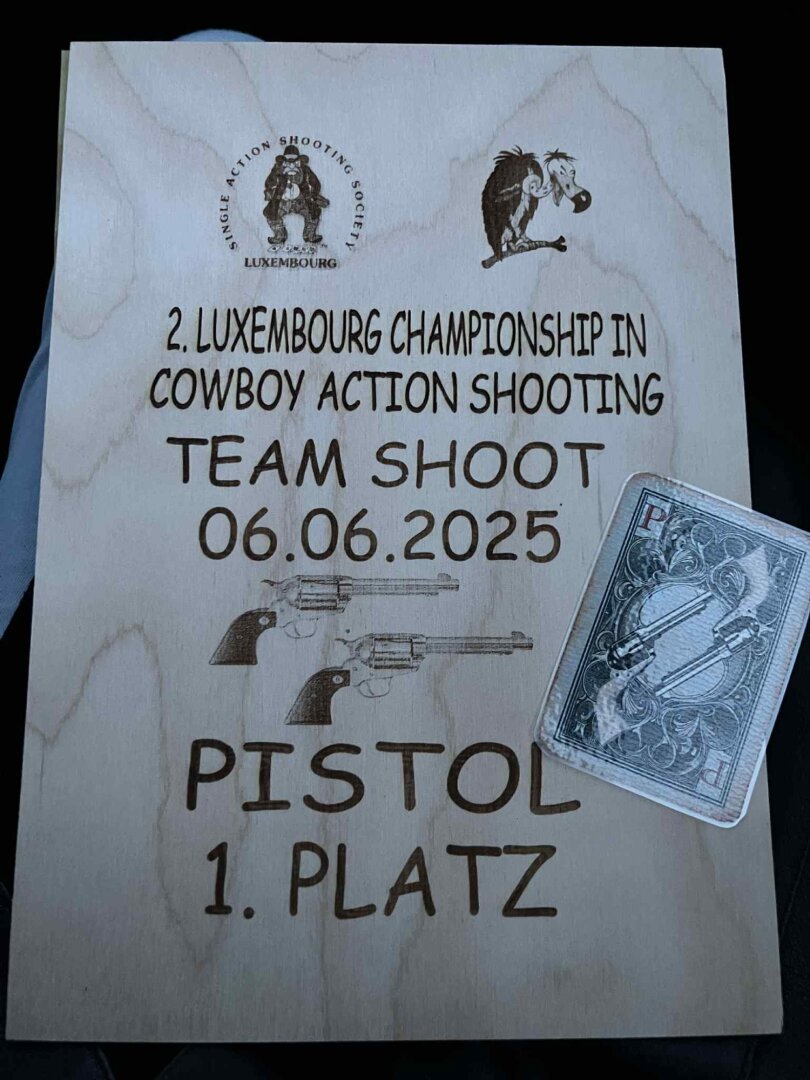 SINGLE ACTION SHOOTING SOCIETY
LUXEMBOURG
2. LUXEMBOURG CHAMPIONSHIP IN
COWBOY ACTION SHOOTING
TEAM SHOOT
06.06.2025
PISTOL
1. PLATZ
P
P